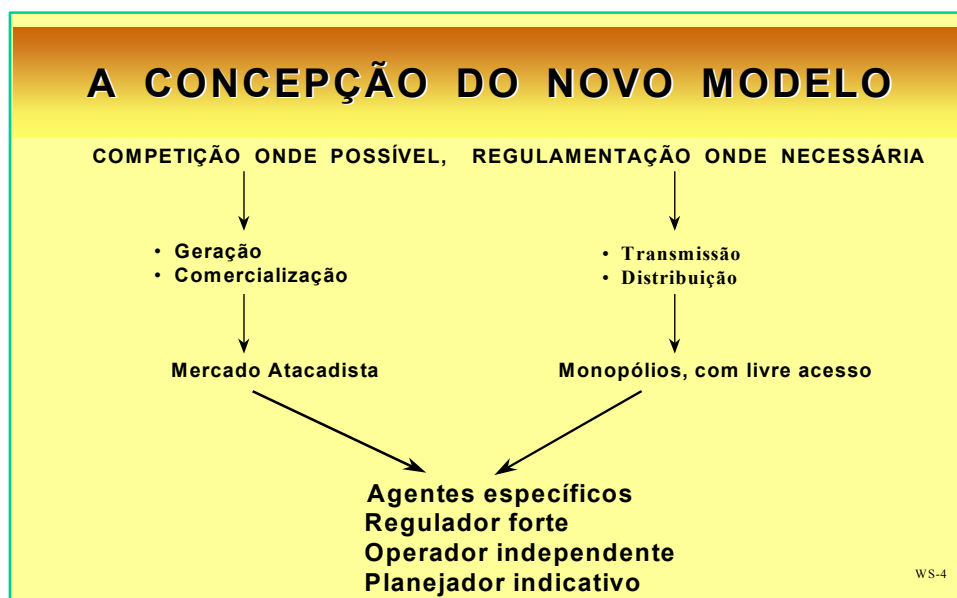 A CONCEPÇÃO DO NOVO MODELO
COMPETIÇÃO ONDE POSSÍVEL, REGULAMENTAÇÃO ONDE NECESSÁRIA
• Geração
• Comercialização
• Transmissão
• Distribuição
Mercado Atacadista
Monopólios, com livre acesso
Agentes específicos
Regulador forte
Operador independente
Planejador indicativo
WS-4